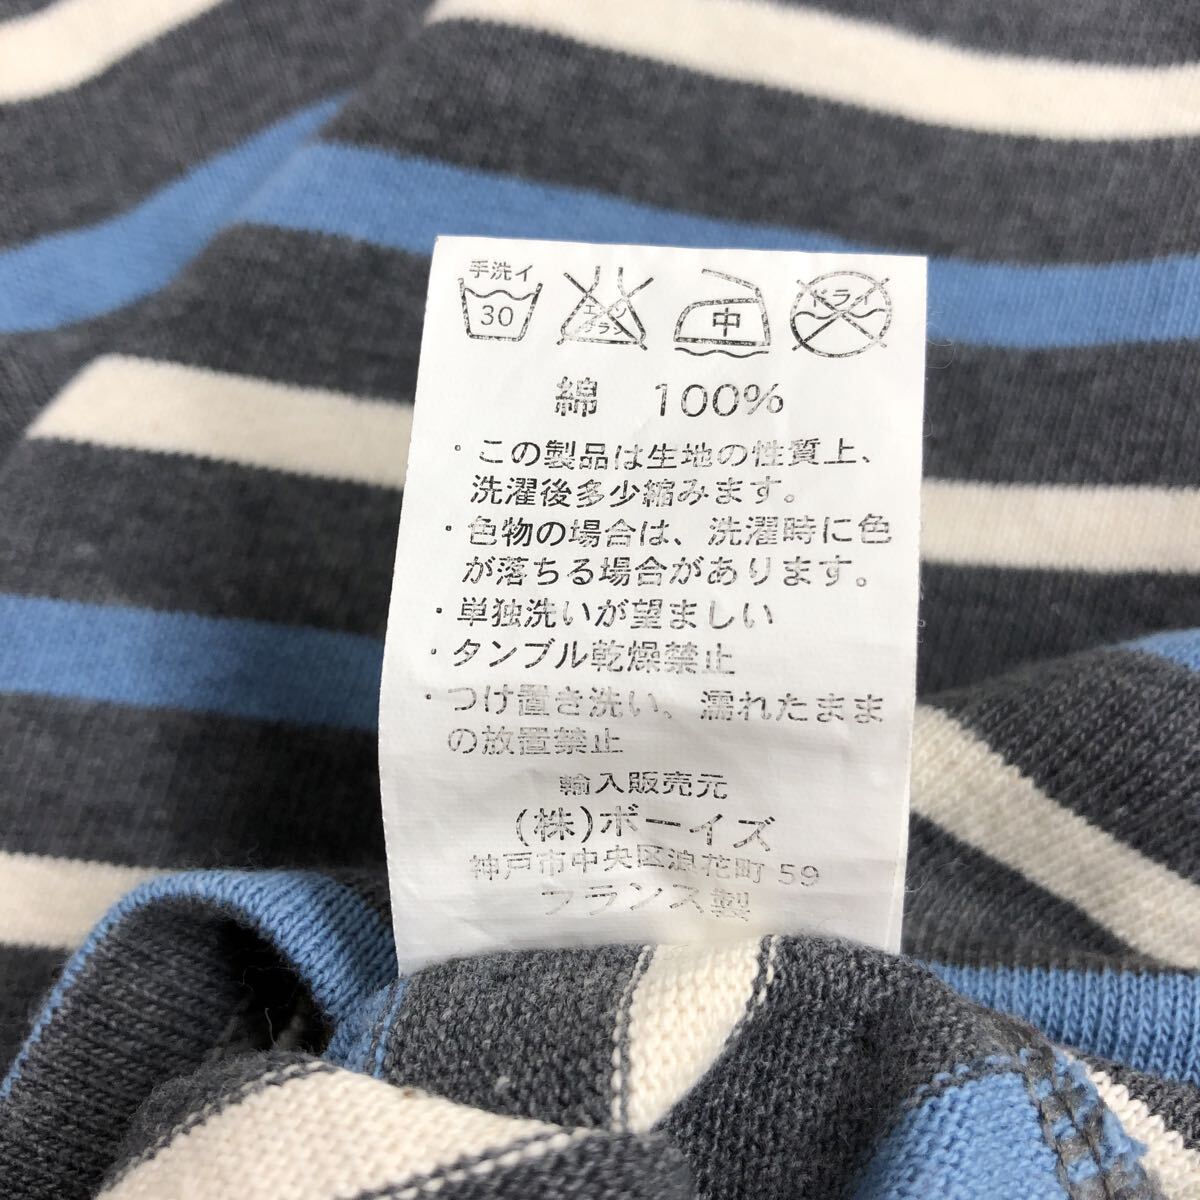 手洗イ
30
エンソ
サラシ
中
ドライ
綿 100%
・この製品は生地の性質上、
洗濯後多少縮みます。
・色物の場合は、洗濯時に色
が落ちる場合があります。
・単独洗いが望ましい
・タンブル乾燥禁止
・つけ置き洗い、濡れたまま
の放置禁止
輸入販売元
(株)ボーイズ
神戸市中央区浪花町 59
フランス製